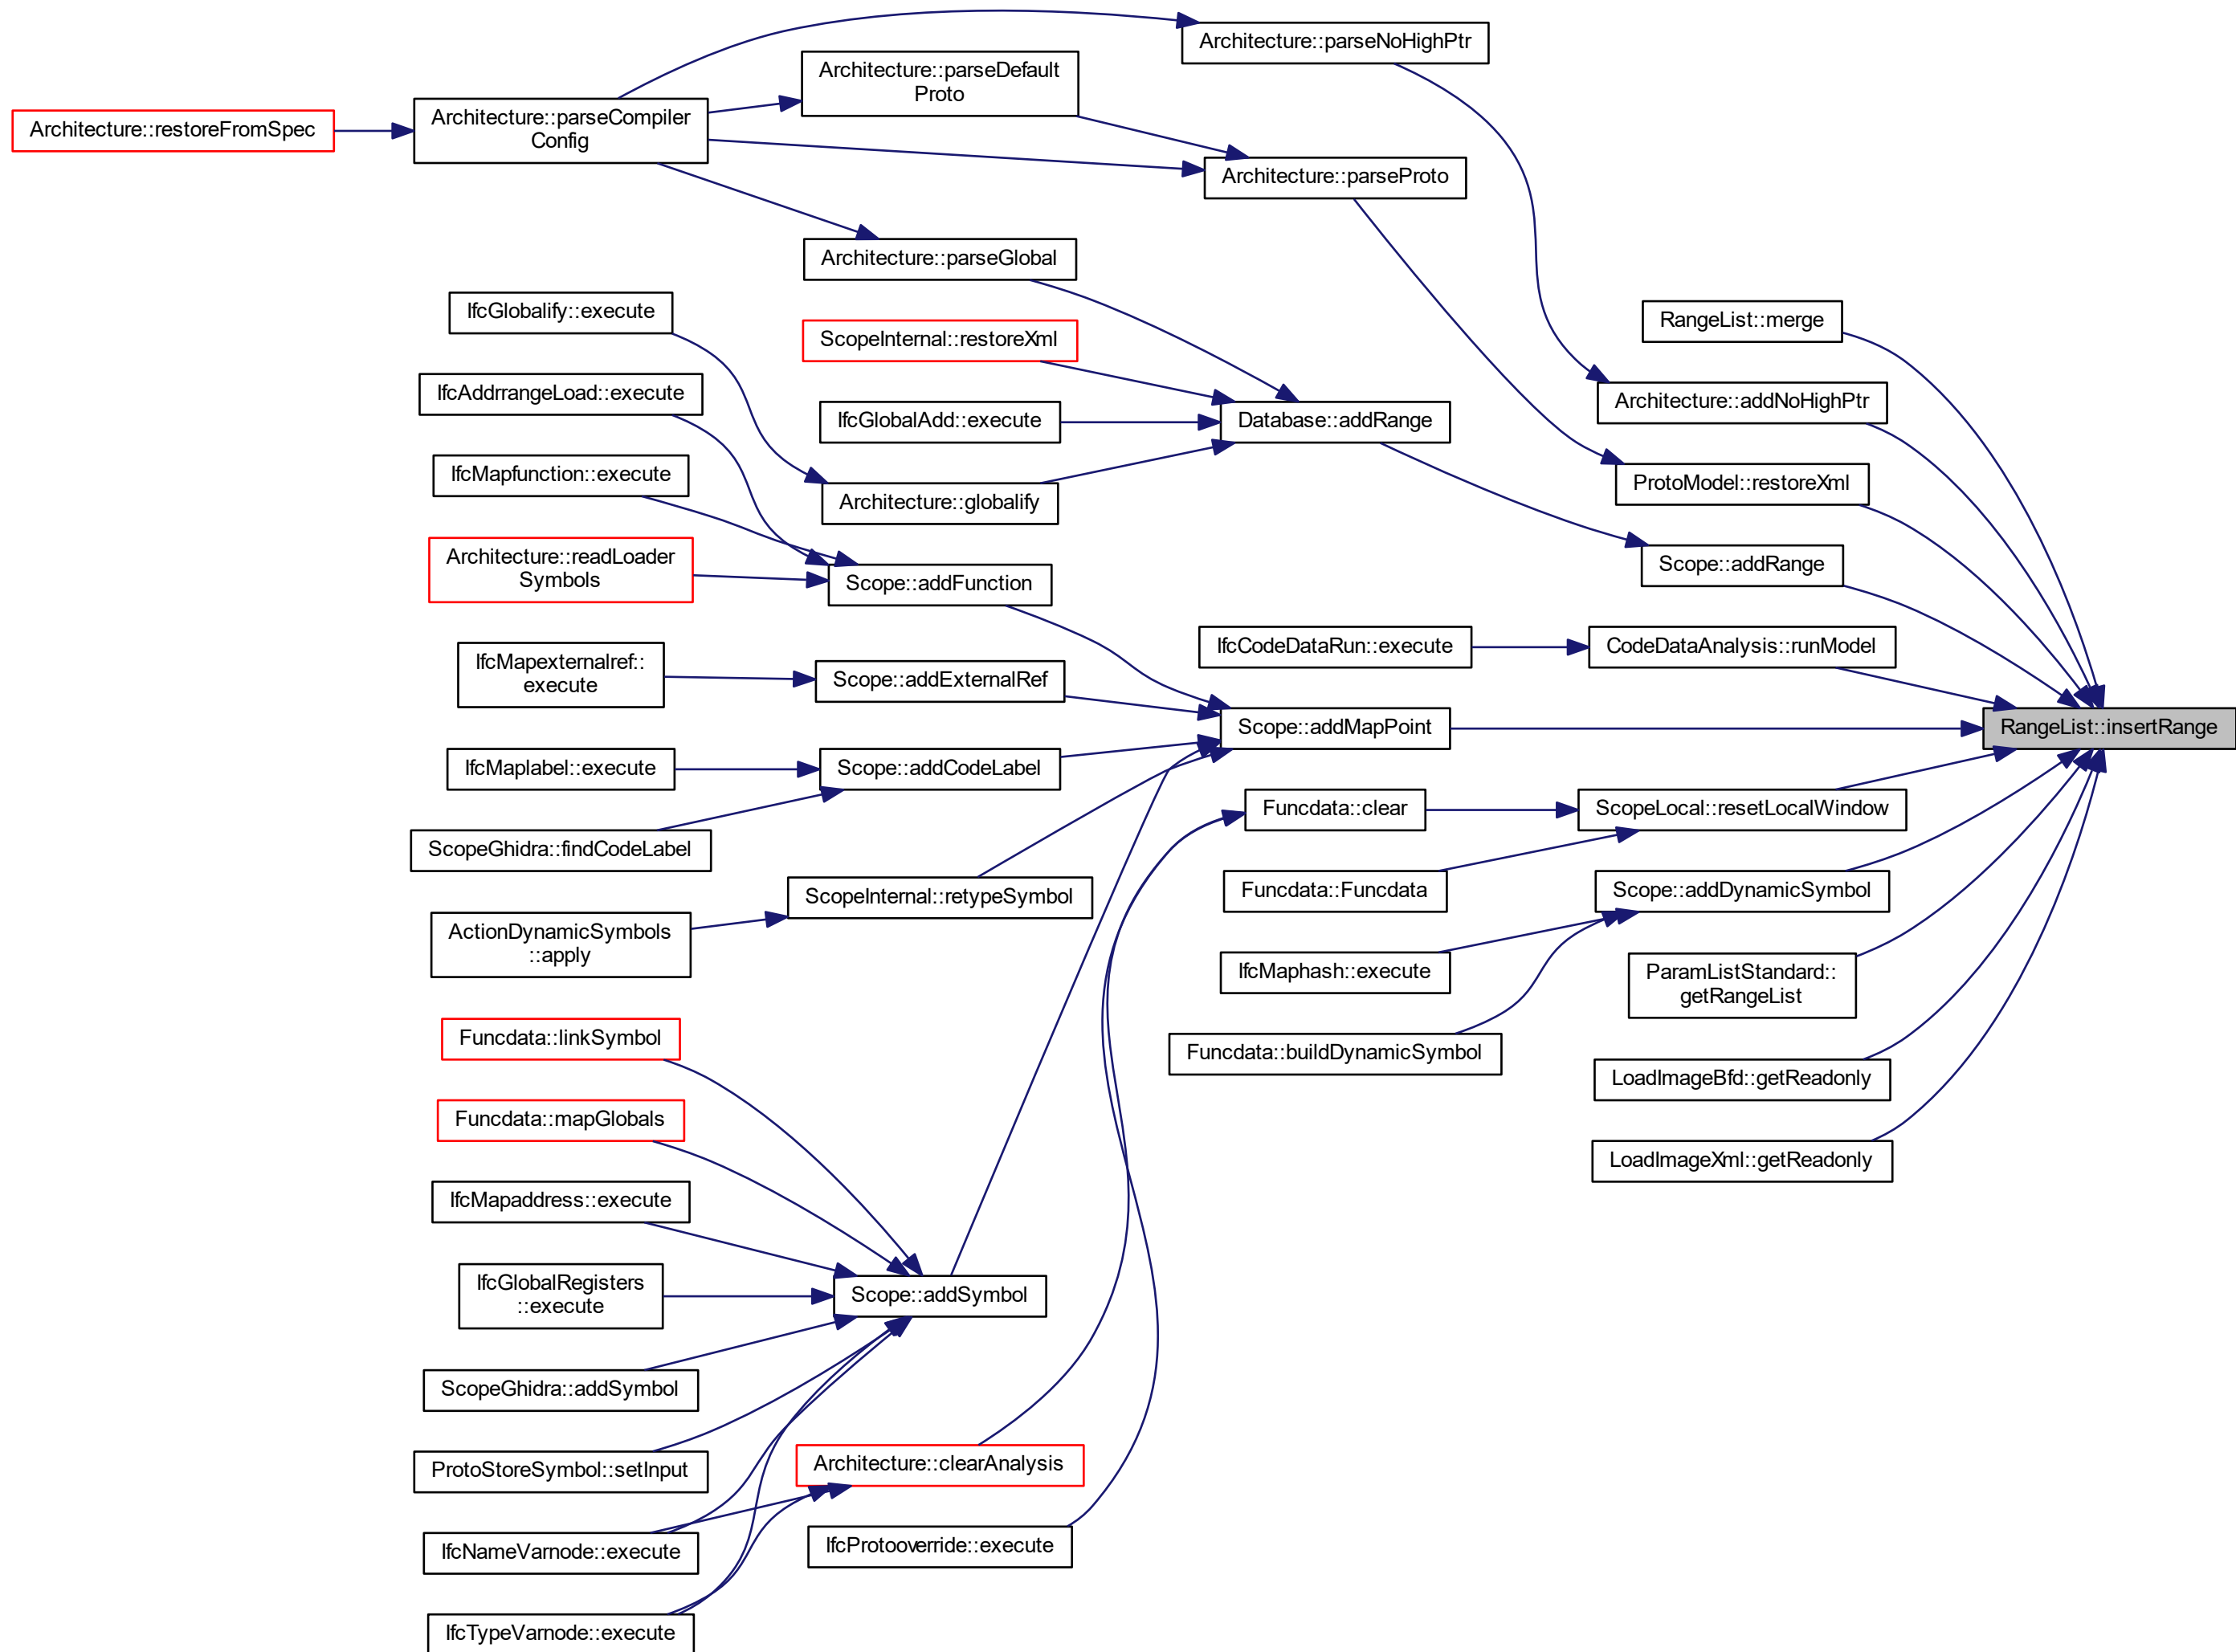 Architecture::parseNoHighPtr
Architecture::parseDefault
Proto
Architecture::parseCompiler
Config
Architecture::restoreFromSpec
Architecture::parseProto
Architecture::parseGlobal
IfcGlobalify::execute
RangeList::merge
ScopeInternal::restoreXml
IfcAddrrangeLoad::execute
Architecture::addNoHighPtr
IfcGlobalAdd::execute
Database::addRange
IfcMapfunction::execute
ProtoModel::restoreXml
Architecture::globalify
Architecture::readLoader
Symbols
Scope::addFunction
Scope::addRange
IfcMapexternalref::
execute
Scope::addExternalRef
IfcCodeDataRun::execute
CodeDataAnalysis::runModel
Scope::addMapPoint
RangeList::insertRange
IfcMaplabel::execute
Scope::addCodeLabel
Funcdata::clear
ScopeLocal::resetLocalWindow
ScopeGhidra::findCodeLabel
ScopeInternal::retypeSymbol
Funcdata::Funcdata
Scope::addDynamicSymbol
ActionDynamicSymbols
::apply
IfcMaphash::execute
ParamListStandard::
getRangeList
Funcdata::linkSymbol
Funcdata::buildDynamicSymbol
LoadImageBfd::getReadonly
Funcdata::mapGlobals
LoadImageXml::getReadonly
IfcMapaddress::execute
IfcGlobalRegisters
::execute
Scope::addSymbol
ScopeGhidra::addSymbol
ProtoStoreSymbol::setInput
Architecture::clearAnalysis
IfcNameVarnode::execute
IfcProtooverride::execute
IfcTypeVarnode::execute